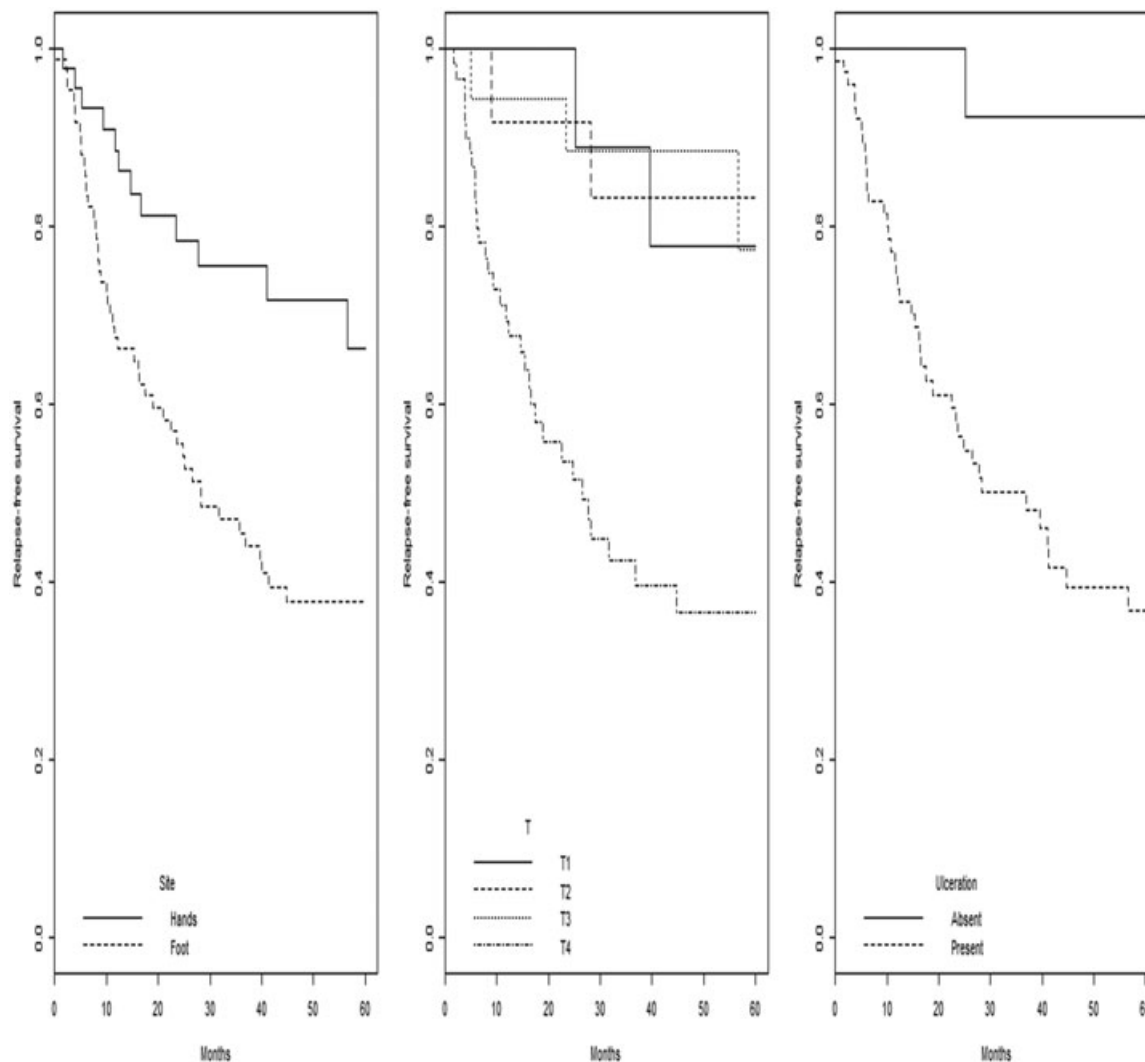 Relapse-free survival
1.0
0.8
0.6
0.4
0.2
0.0
Site
Hands
Foot
0 10 20 30 40 50 60
Months
Relapse-free survival
1.0
0.8
0.6
0.4
0.2
0.0
T
T1
T2
T3
T4
0 10 20 30 40 50 60
Months
Relapse-free survival
1.0
0.8
0.6
0.4
0.2
0.0
Ulceration
Absent
Present
0 10 20 30 40 50
Months